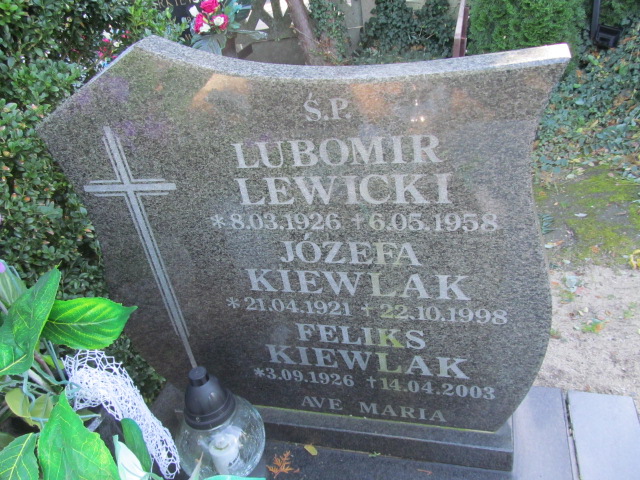 Ś.P.
LUBOMIR
LEWICKI
*8.03.1926 +6.05.1958
JÓZEFA
KIEWLAK
*21.04.1921 +22.10.1998
FELIKS
KIEWLAK
*3.09.1926 +14.04.2003
AVE MARIA